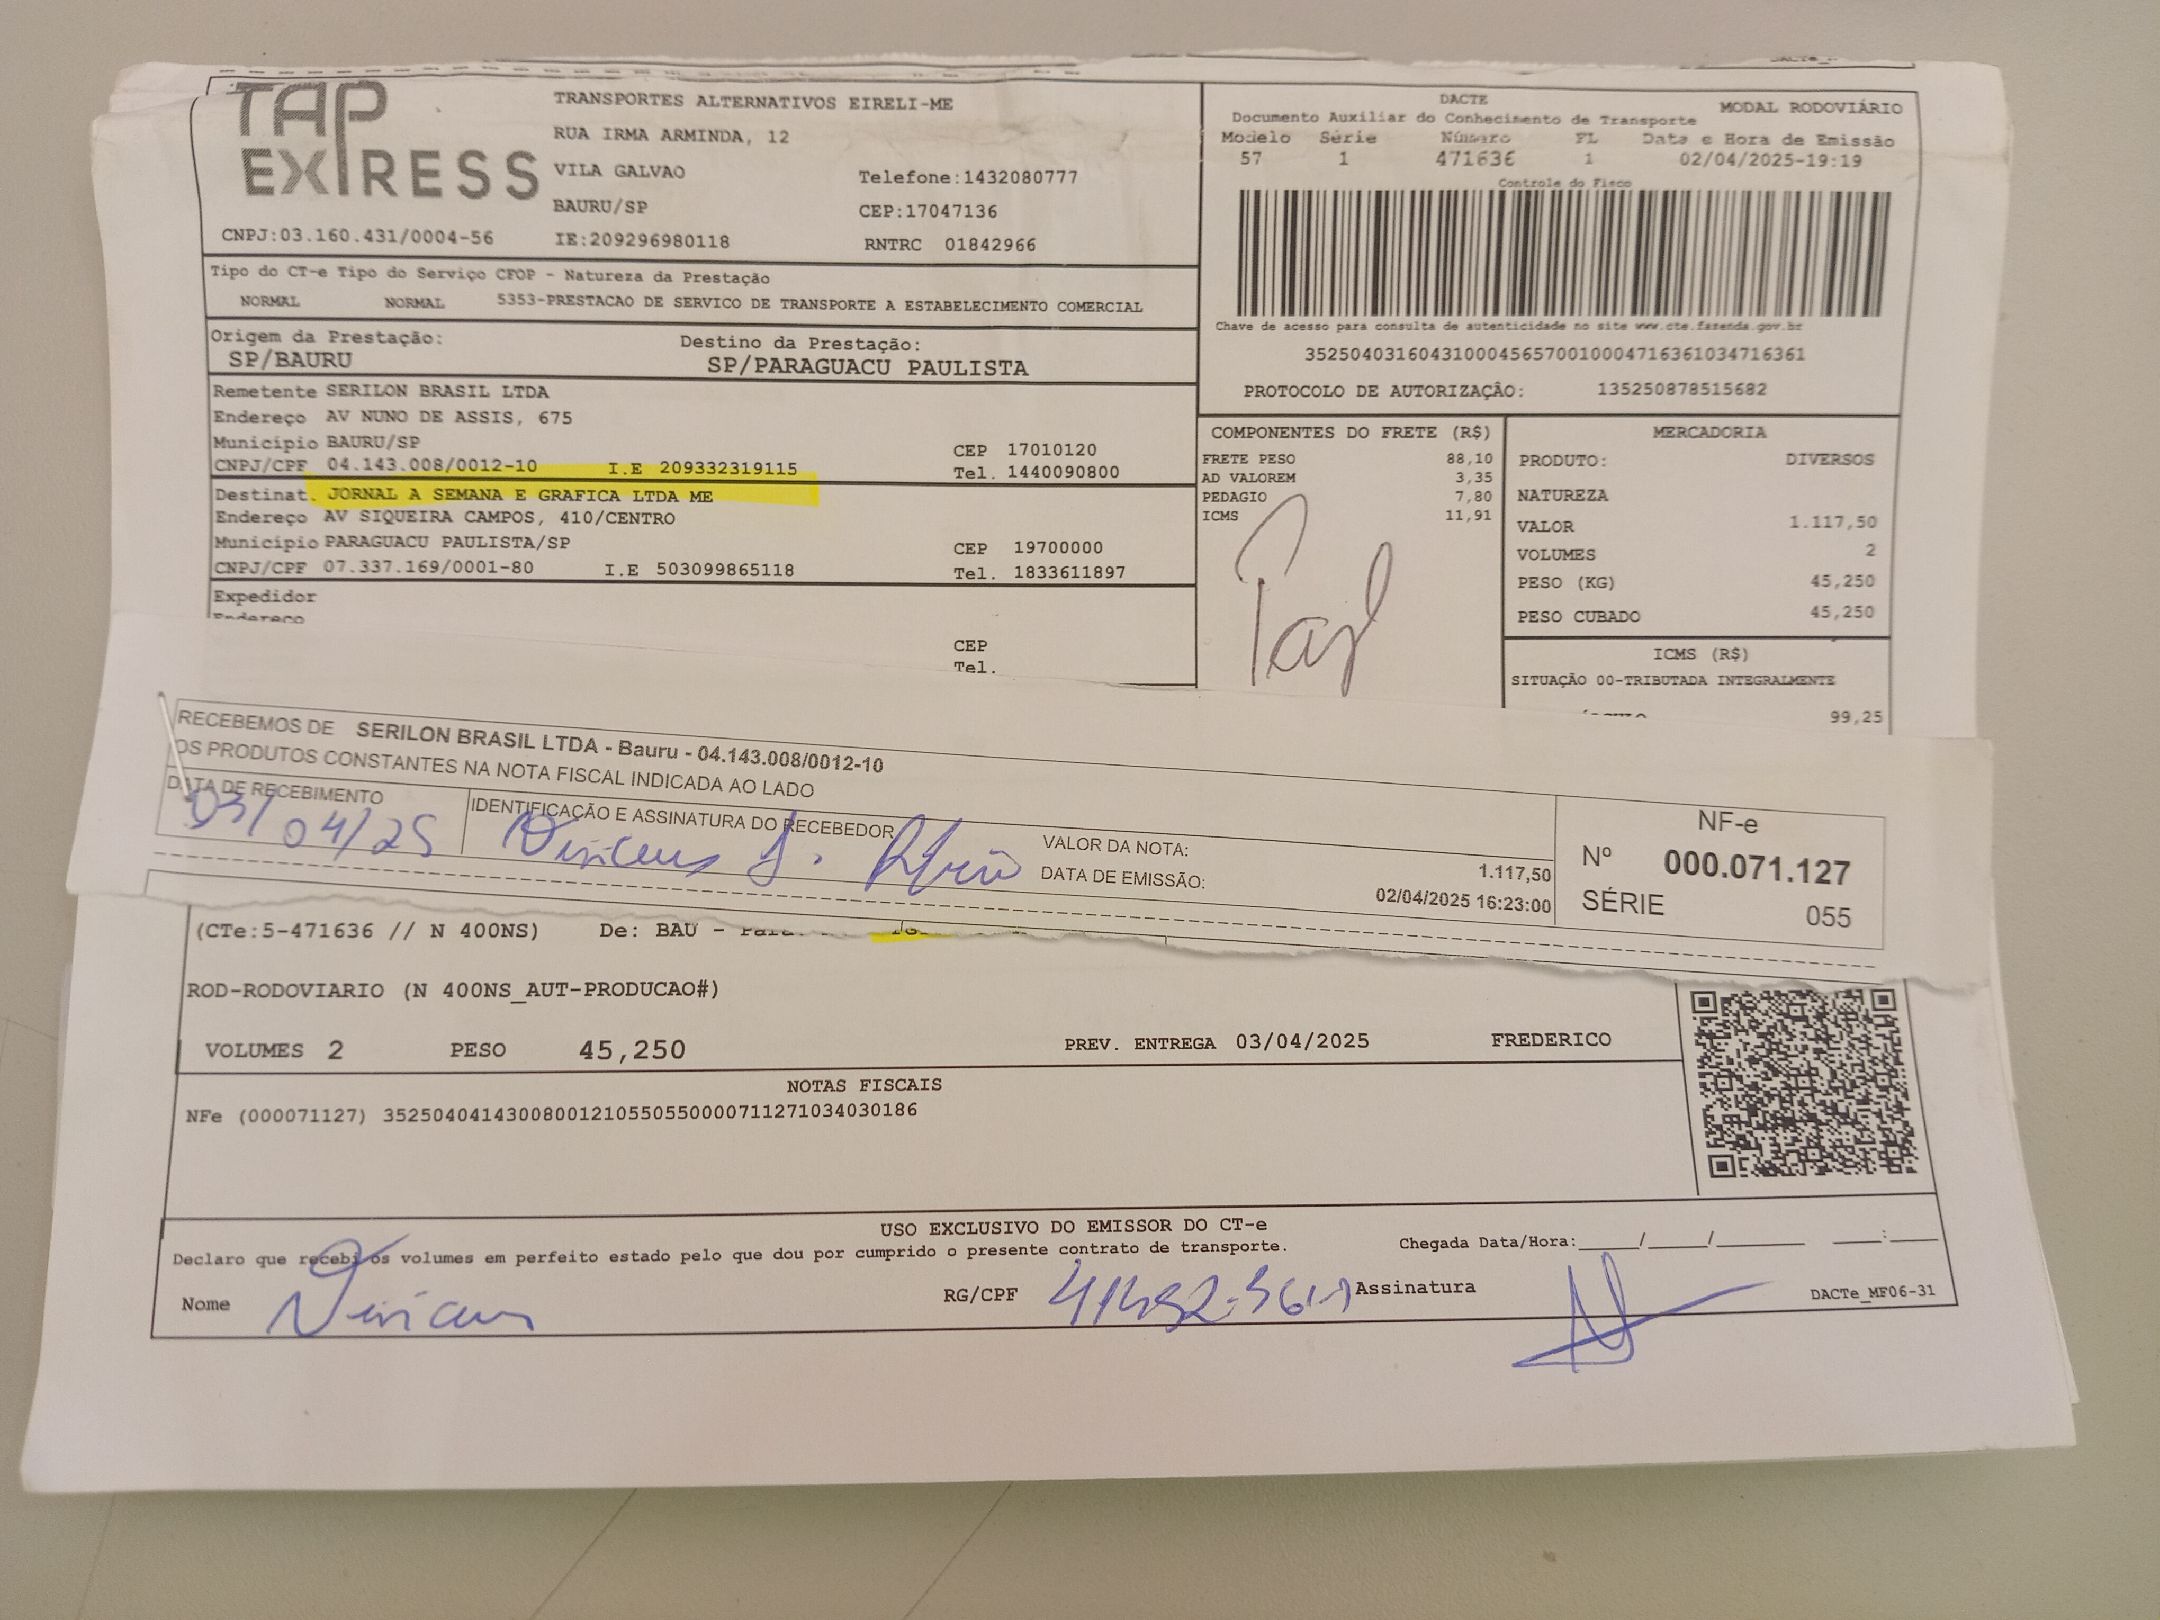 TAP EXPRESS
TRANSPORTES ALTERNATIVOS EIRELI-ME
RUA IRMA ARMINDA, 12
VILA GALVAO
Telefone:1432080777
BAURU/SP
CEP:17047136
CNPJ:03.160.431/0004-56
IE:209296980118
RNTRC 01842966
DACTE
MODAL RODOVIÁRIO
Documento Auxiliar do Conhecimento de Transporte
Modelo Série Número FL Data e Hora de Emissão
57 1 471636 1 02/04/2025-19:19
Controle do Fisco
Chave de acesso para consulta de autenticidade no site www.cte.fazenda.gov.br
35250403160431000456570010004716361034716361
PROTOCOLO DE AUTORIZAÇÂO: 135250878515682
Tipo do CT-e Tipo do Serviço CFOP - Natureza da Prestação
NORMAL NORMAL 5353-PRESTACAO DE SERVICO DE TRANSPORTE A ESTABELECIMENTO COMERCIAL
Origem da Prestação: Destino da Prestação:
SP/BAURU SP/PARAGUACU PAULISTA
Remetente SERILON BRASIL LTDA
Endereço AV NUNO DE ASSIS, 675
Município BAURU/SP CEP 17010120
CNPJ/CPF 04.143.008/0012-10 I.E 209332319115 Tel. 1440090800
Destinat. JORNAL A SEMANA E GRAFICA LTDA ME
Endereço AV SIQUEIRA CAMPOS, 410/CENTRO
Município PARAGUACU PAULISTA/SP CEP 19700000
CNPJ/CPF 07.337.169/0001-80 I.E 503099865118 Tel. 1833611897
Expedidor
Endereço
CEP
Tel.
COMPONENTES DO FRETE (R$)
FRETE PESO 88,10
AD VALOREM 3,35
PEDAGIO 7,80
ICMS 11,91
MERCADORIA
PRODUTO: DIVERSOS
NATUREZA
VALOR 1.117,50
VOLUMES 2
PESO (KG) 45,250
PESO CUBADO 45,250
ICMS (R$)
SITUAÇÃO 00-TRIBUTADA INTEGRALMENTE
99,25
RECEBEMOS DE SERILON BRASIL LTDA - Bauru - 04.143.008/0012-10
OS PRODUTOS CONSTANTES NA NOTA FISCAL INDICADA AO LADO
DATA DE RECEBIMENTO
03/04/25
IDENTIFICAÇÃO E ASSINATURA DO RECEBEDOR
VALOR DA NOTA: 1.117,50
DATA DE EMISSÃO: 02/04/2025 16:23:00
NF-e
Nº 000.071.127
SÉRIE 055
(CTe:5-471636 // N 400NS) De: BAU -
ROD-RODOVIARIO (N 400NS_AUT-PRODUCAO#)
VOLUMES 2 PESO 45,250 PREV. ENTREGA 03/04/2025 FREDERICO
NOTAS FISCAIS
NFe (000071127) 35250404143008001210550550000711271034030186
USO EXCLUSIVO DO EMISSOR DO CT-e
Declaro que recebi os volumes em perfeito estado pelo que dou por cumprido o presente contrato de transporte.
Chegada Data/Hora:_____/_____/_______ ____:____
Nome Vinicius RG/CPF Assinatura
DACTe_MF06-31